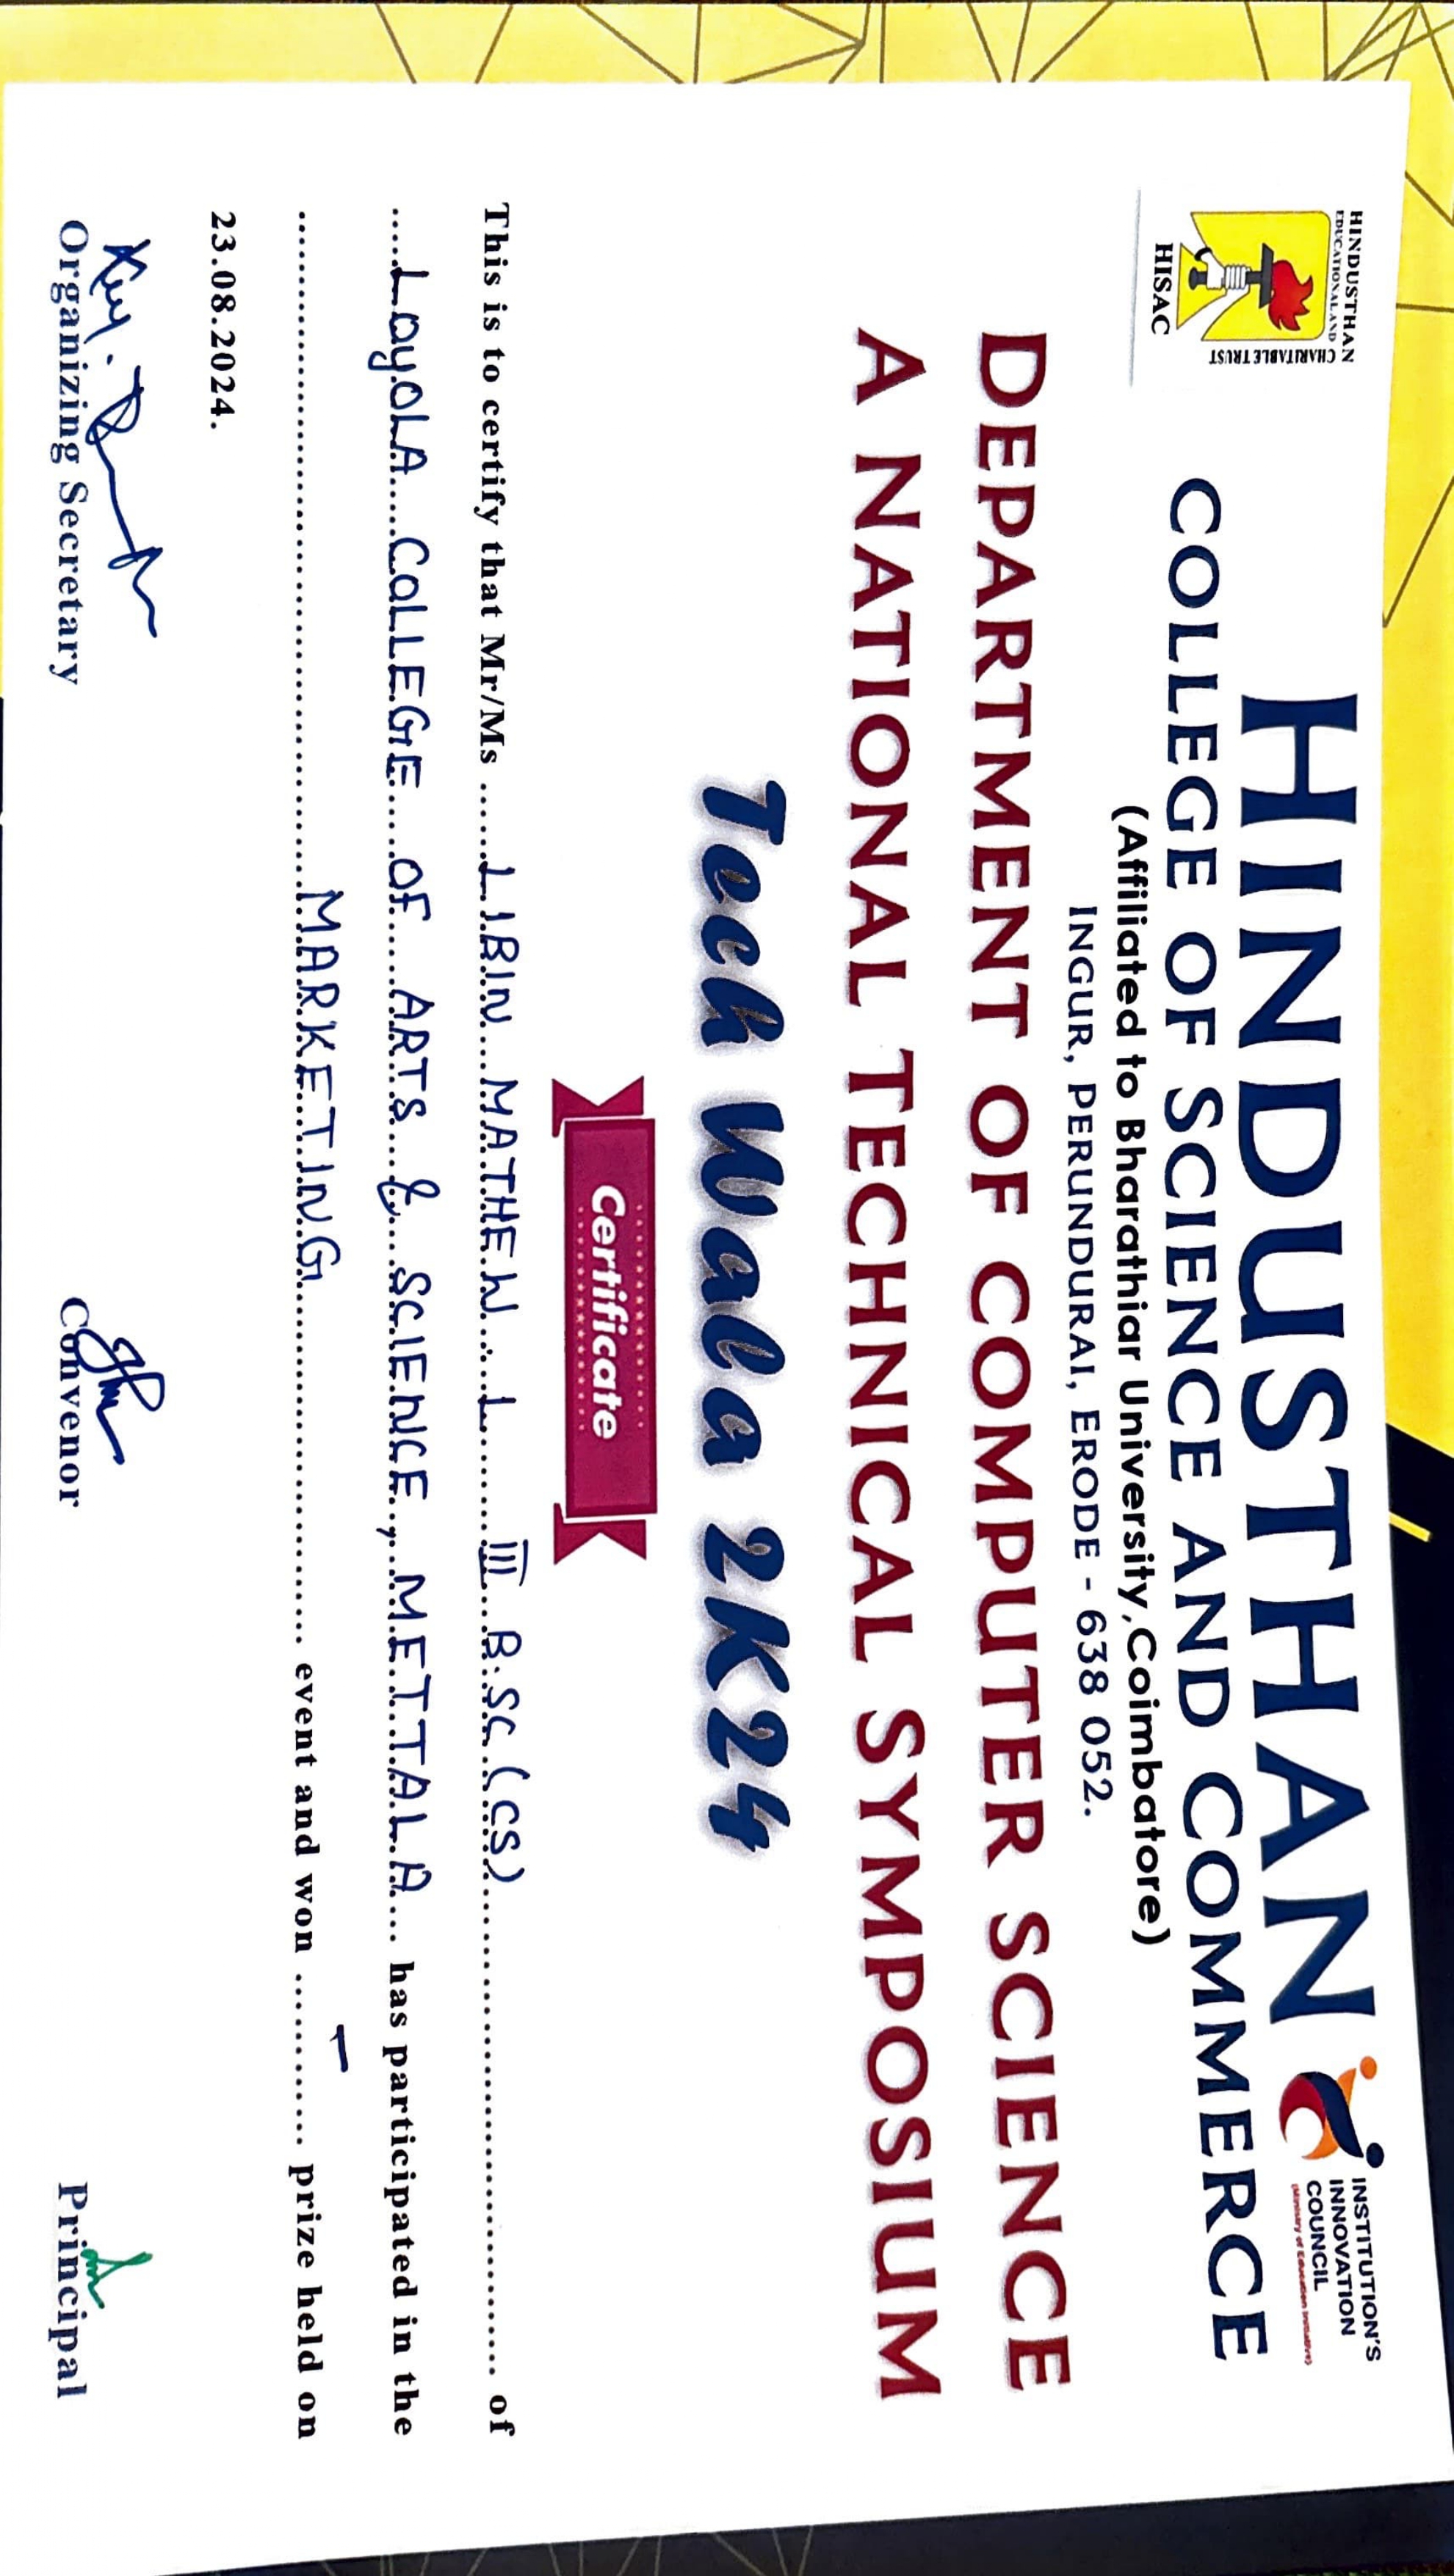 HINDUSTHAN
EDUCATIONAL AND
CHARITABLE TRUST
HISAC
HINDUSTHAN
INSTITUTION'S
INNOVATION
COUNCIL
(Ministry of Education Initiative)
COLLEGE OF SCIENCE AND COMMERCE
(Affiliated to Bharathiar University,Coimbatore)
INGUR, PERUNDURAI, ERODE - 638 052.
DEPARTMENT OF COMPUTER SCIENCE
A NATIONAL TECHNICAL SYMPOSIUM
Tech Wala 2K24
Certificate
This is to certify that Mr/Ms ......LIBIN MATHEW . L III B.SC (CS)...... of
LOYOLA COLLEGE OF ARTS & SCIENCE, METTALA has participated in the
MARKETING event and won ......–...... prize held on
23.08.2024.
Organizing Secretary Convenor Principal